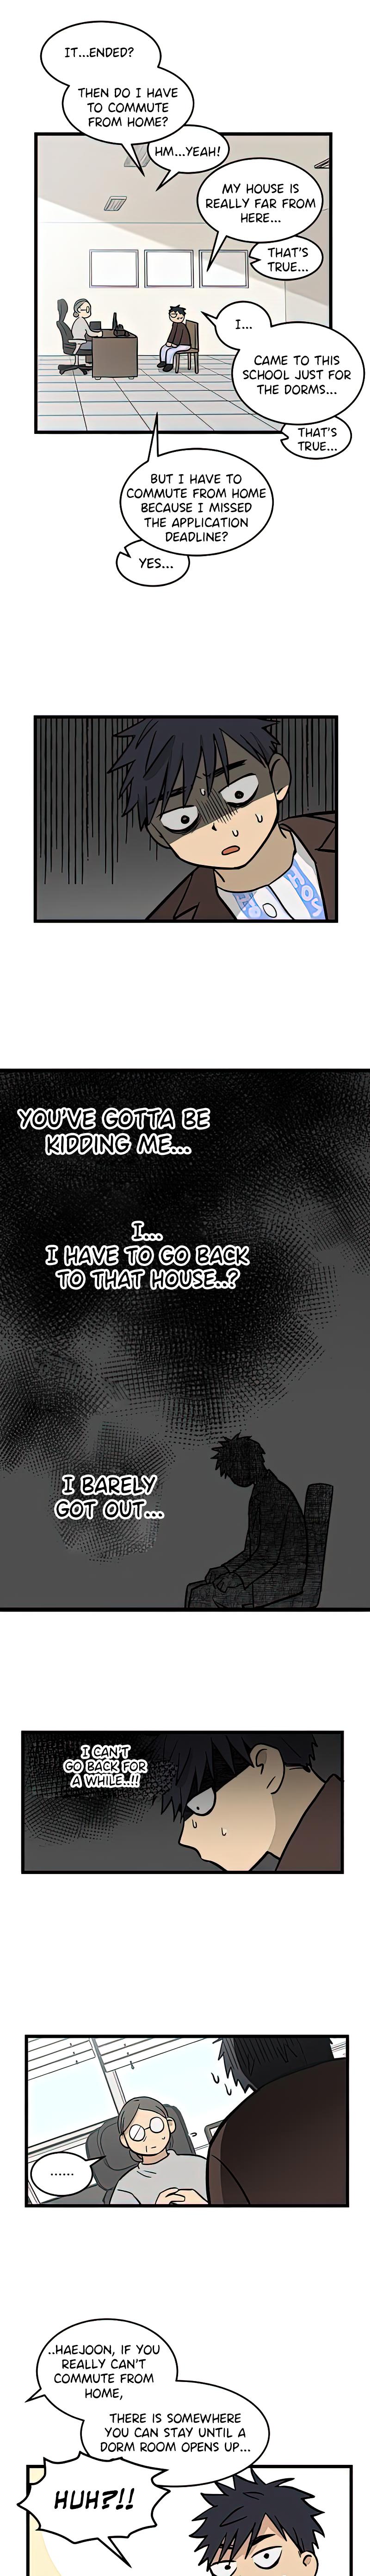 IT...ENDED?
THEN DO I HAVE
TO COMMUTE
FROM HOME?
HM...YEAH!
MY HOUSE IS
REALLY FAR FROM
HERE...
THAT'S
TRUE...
I...
CAME TO THIS
SCHOOL JUST FOR
THE DORMS...
THAT'S
TRUE...
BUT I HAVE TO
COMMUTE FROM HOME
BECAUSE I MISSED
THE APPLICATION
DEADLINE?
YES...
YOU'VE GOTTA BE
KIDDING ME...
I...
I HAVE TO GO BACK
TO THAT HOUSE..?
I BARELY
GOT OUT...
I CAN'T
GO BACK FOR
A WHILE..!!
......
..HAEJOON, IF YOU
REALLY CAN'T
COMMUTE FROM
HOME,
THERE IS SOMEWHERE
YOU CAN STAY UNTIL A
DORM ROOM OPENS UP...
HUH?!!